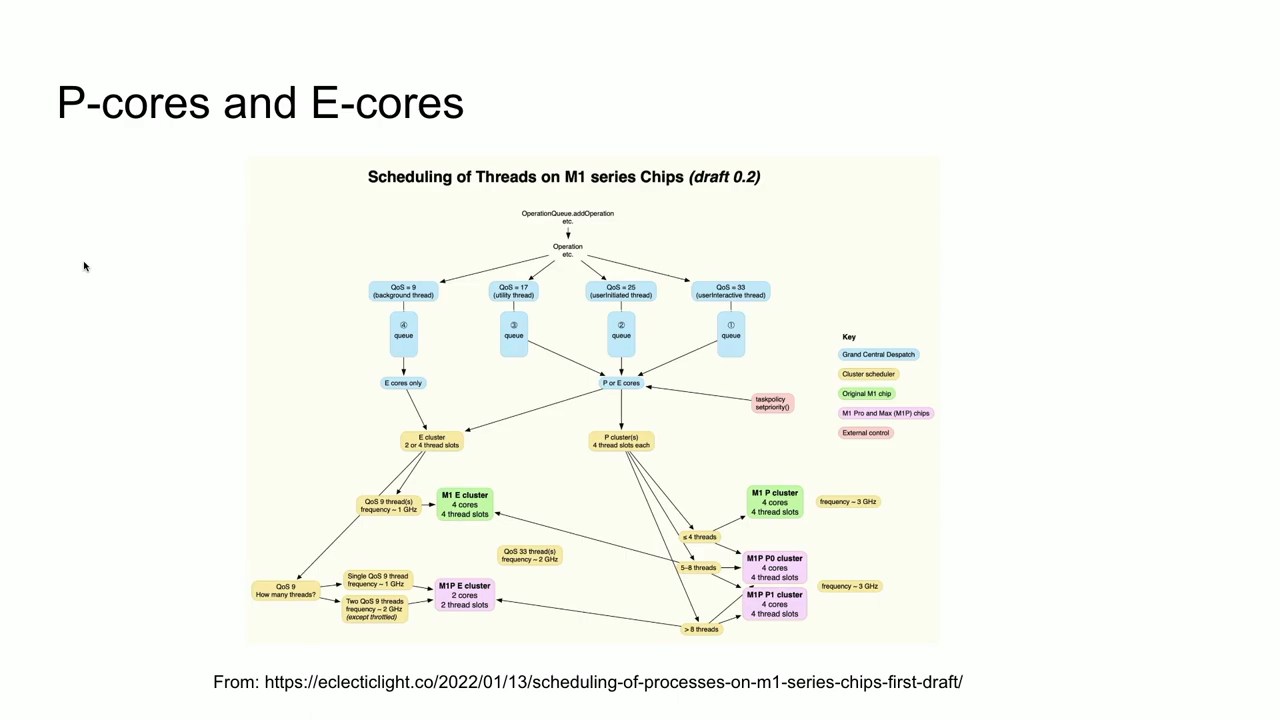 P-cores and E-cores
Scheduling of Threads on M1 series Chips (draft 0.2)
OperationQueue.addOperation
etc.
Operation
etc.
QoS = 9
(background thread)
QoS = 17
(utility thread)
QoS = 25
(userInitiated thread)
QoS = 33
(userInteractive thread)
④
queue
③
queue
②
queue
①
queue
E cores only
P or E cores
taskpolicy
setpriority()
Key
Grand Central Despatch
Cluster scheduler
Original M1 chip
M1 Pro and Max (M1P) chips
External control
E cluster
2 or 4 thread slots
P cluster(s)
4 thread slots each
QoS 9 thread(s)
frequency ~ 1 GHz
M1 E cluster
4 cores
4 thread slots
M1 P cluster
4 cores
4 thread slots
frequency ~ 3 GHz
≤ 4 threads
QoS 33 thread(s)
frequency ~ 2 GHz
5-8 threads
M1P P0 cluster
4 cores
4 thread slots
QoS 9
How many threads?
Single QoS 9 thread
frequency ~ 1 GHz
Two QoS 9 threads
frequency ~ 2 GHz
(except throttled)
M1P E cluster
2 cores
2 thread slots
M1P P1 cluster
4 cores
4 thread slots
frequency ~ 3 GHz
> 8 threads
From: https://eclecticlight.co/2022/01/13/scheduling-of-processes-on-m1-series-chips-first-draft/